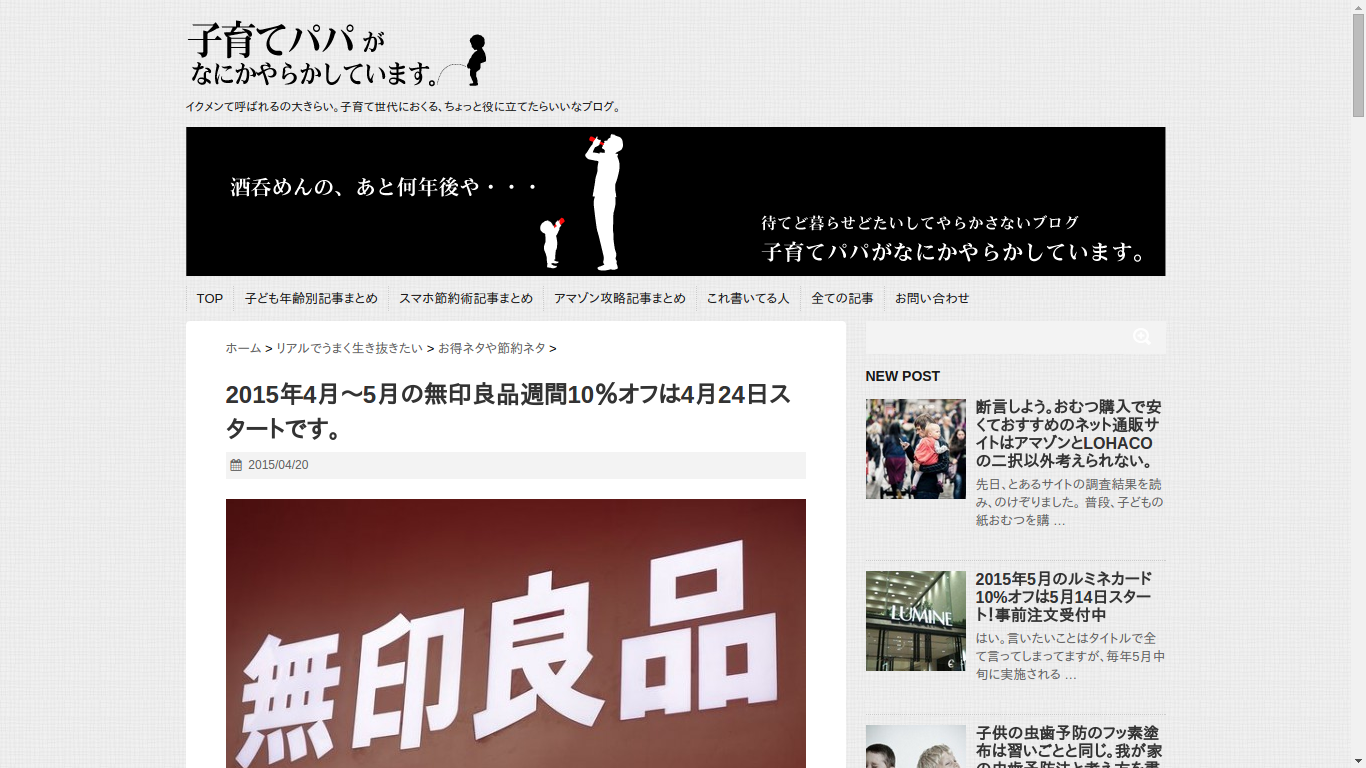 子育てパパ が
なにかやらかしています。
イクメンて呼ばれるの大きらい。子育て世代におくる、ちょっと役に立てたらいいなブログ。
酒呑めんの、あと何年後や・・・
待てど暮らせどたいしてやらかさないブログ
子育てパパがなにかやらかしています。
TOP 子ども年齢別記事まとめ スマホ節約術記事まとめ アマゾン攻略記事まとめ これ書いてる人 全ての記事 お問い合わせ
ホーム > リアルでうまく生き抜きたい > お得ネタや節約ネタ >
2015年4月〜5月の無印良品週間10％オフは4月24日ス
タートです。
2015/04/20
無印良品
NEW POST
断言しよう。おむつ購入で安
くておすすめのネット通販サ
イトはアマゾンとLOHACO
の二択以外考えられない。
先日、とあるサイトの調査結果を読
み、のけぞりました。 普段、子どもの
紙おむつを購 …
LUMINE
2015年5月のルミネカード
10%オフは5月14日スター
ト！事前注文受付中
はい。言いたいことはタイトルで全
て言ってしまってますが、毎年5月中
旬に実施される …
子供の虫歯予防のフッ素塗
布は習いごとと同じ。我が家